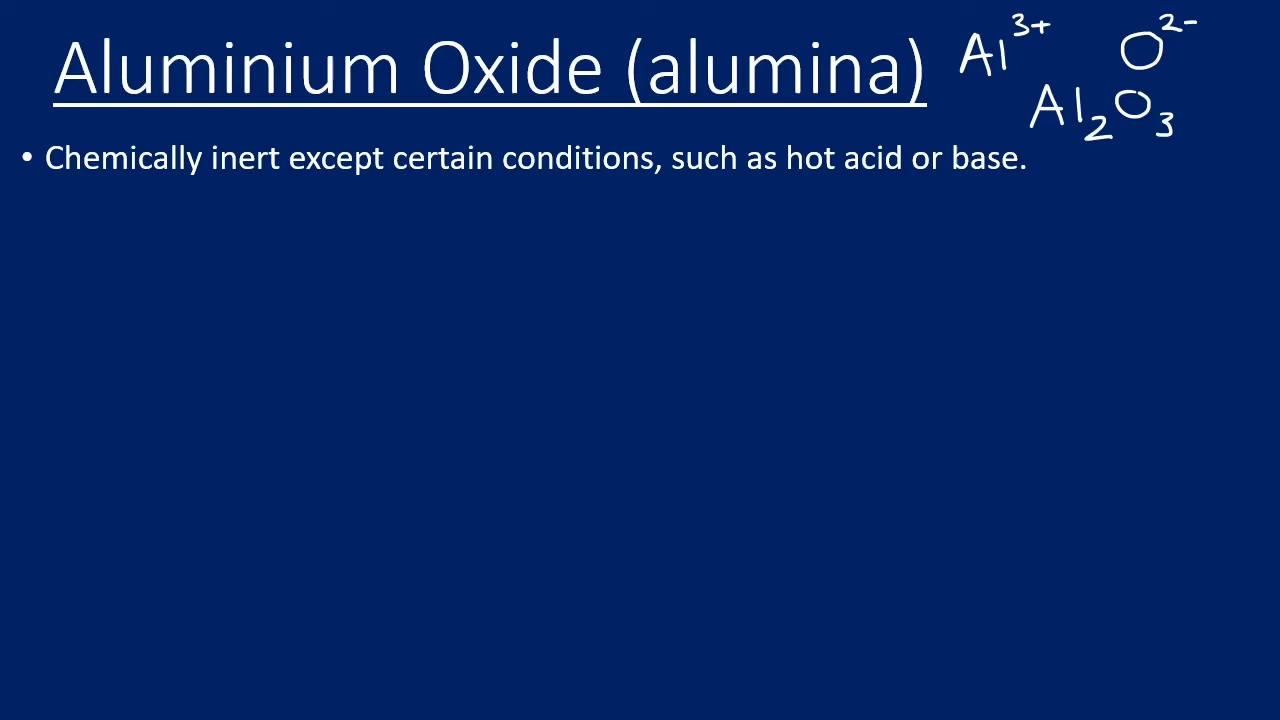 Aluminium Oxide (alumina)
Al³⁺ O²⁻
Al₂O₃
• Chemically inert except certain conditions, such as hot acid or base.